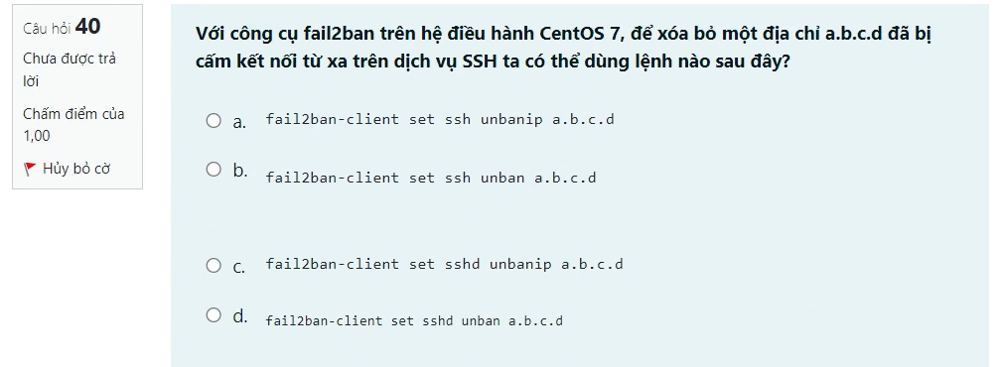 Câu hỏi 40
Chưa được trả
lời
Chấm điểm của
1,00
Hủy bỏ cờ
Với công cụ fail2ban trên hệ điều hành CentOS 7, để xóa bỏ một địa chỉ a.b.c.d đã bị
cấm kết nối từ xa trên dịch vụ SSH ta có thể dùng lệnh nào sau đây?
a. fail2ban-client set ssh unbanip a.b.c.d
b. fail2ban-client set ssh unban a.b.c.d
c. fail2ban-client set sshd unbanip a.b.c.d
d. fail2ban-client set sshd unban a.b.c.d